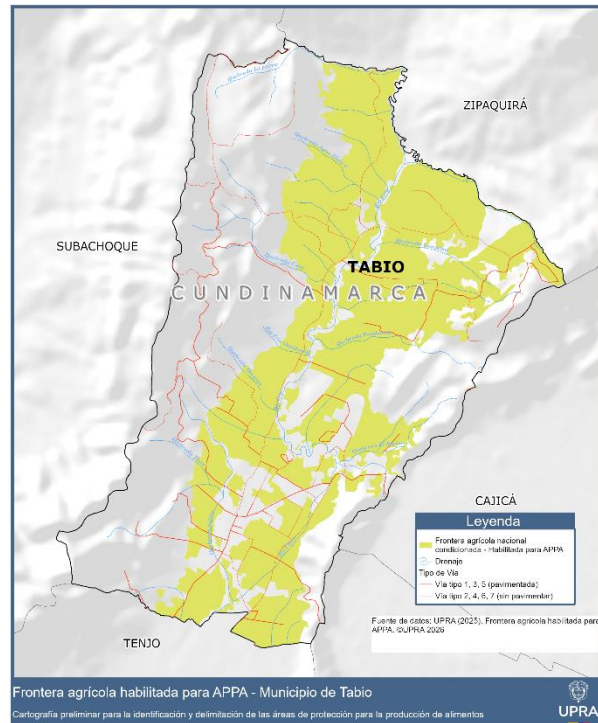 ZIPAQUIRÁ
SUBACHOQUE
TABIO
CUNDINAMARCA
CAJICÁ
TENJO
Leyenda
Frontera agrícola nacional
condicionada - Habilitada para APPA
Drenaje
Tipo de Vía
Vía tipo 1, 3, 5 (pavimentada)
Vía tipo 2, 4, 6, 7 (sin pavimentar)
Fuente de datos: UPRA (2025). Frontera agrícola habilitada para
APPA. ©UPRA 2026
Frontera agrícola habilitada para APPA - Municipio de Tabio
Cartografía preliminar para la identificación y delimitación de las áreas de protección para la producción de alimentos
UPRA